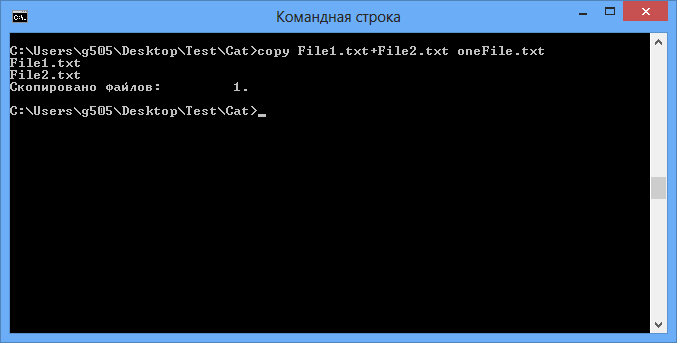 Командная строка
C:\Users\g505\Desktop\Test\Cat>copy File1.txt+File2.txt oneFile.txt
File1.txt
File2.txt
Скопировано файлов:         1.
C:\Users\g505\Desktop\Test\Cat>_